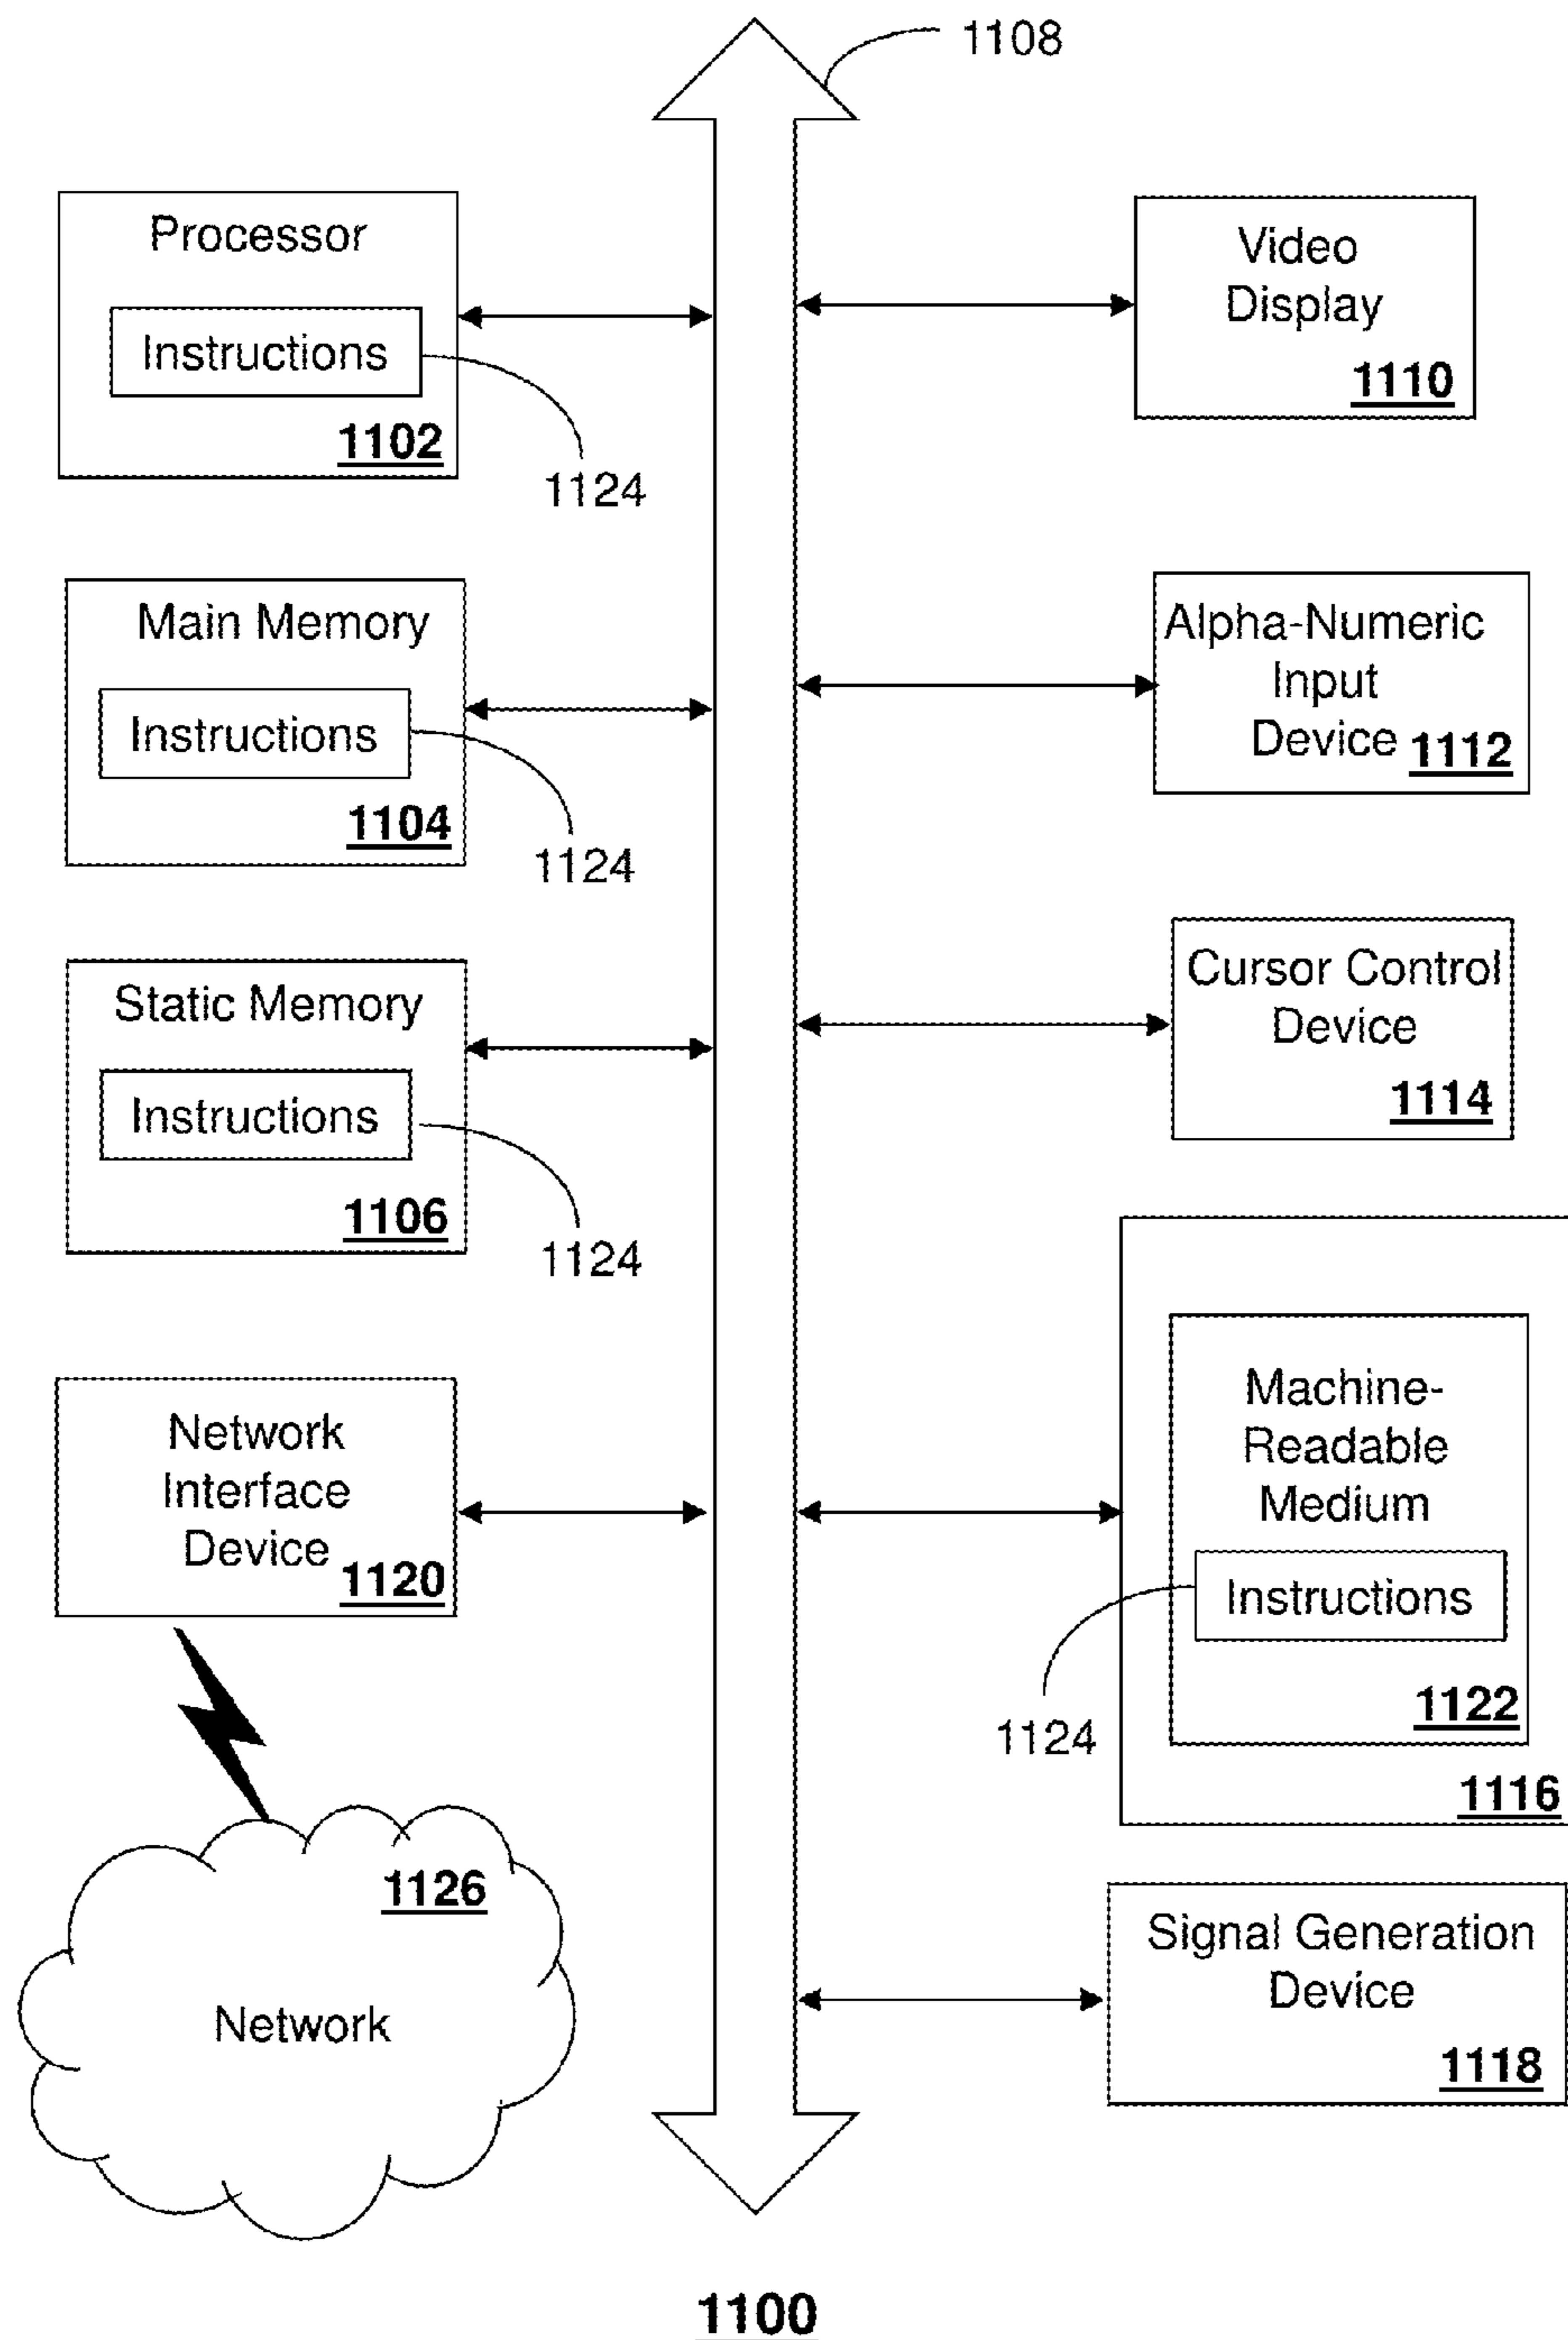 1108
Processor
Instructions
1102
1124
Main Memory
Instructions
1104
1124
Static Memory
Instructions
1106
1124
Network
Interface
Device
1120
1126
Network
Video
Display
1110
Alpha-Numeric
Input
Device 1112
Cursor Control
Device
1114
Machine-
Readable
Medium
Instructions
1122
1124
1116
Signal Generation
Device
1118
1100